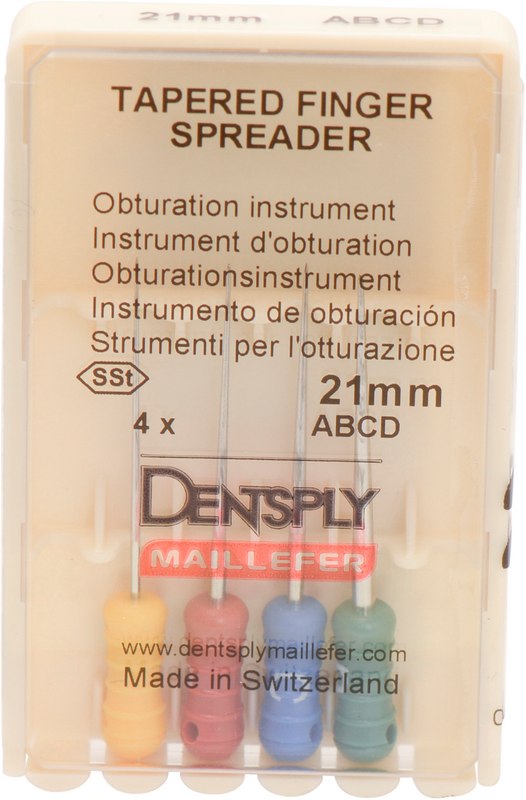 21mm ABCD
TAPERED FINGER
SPREADER
Obturation instrument
Instrument d'obturation
Obturationsinstrument
Instrumento de obturación
Strumenti per l'otturazione
SSt
21mm
4 x
ABCD
DENTSPLY
MAILLEFER
www.dentsplymaillefer.com
Made in Switzerland